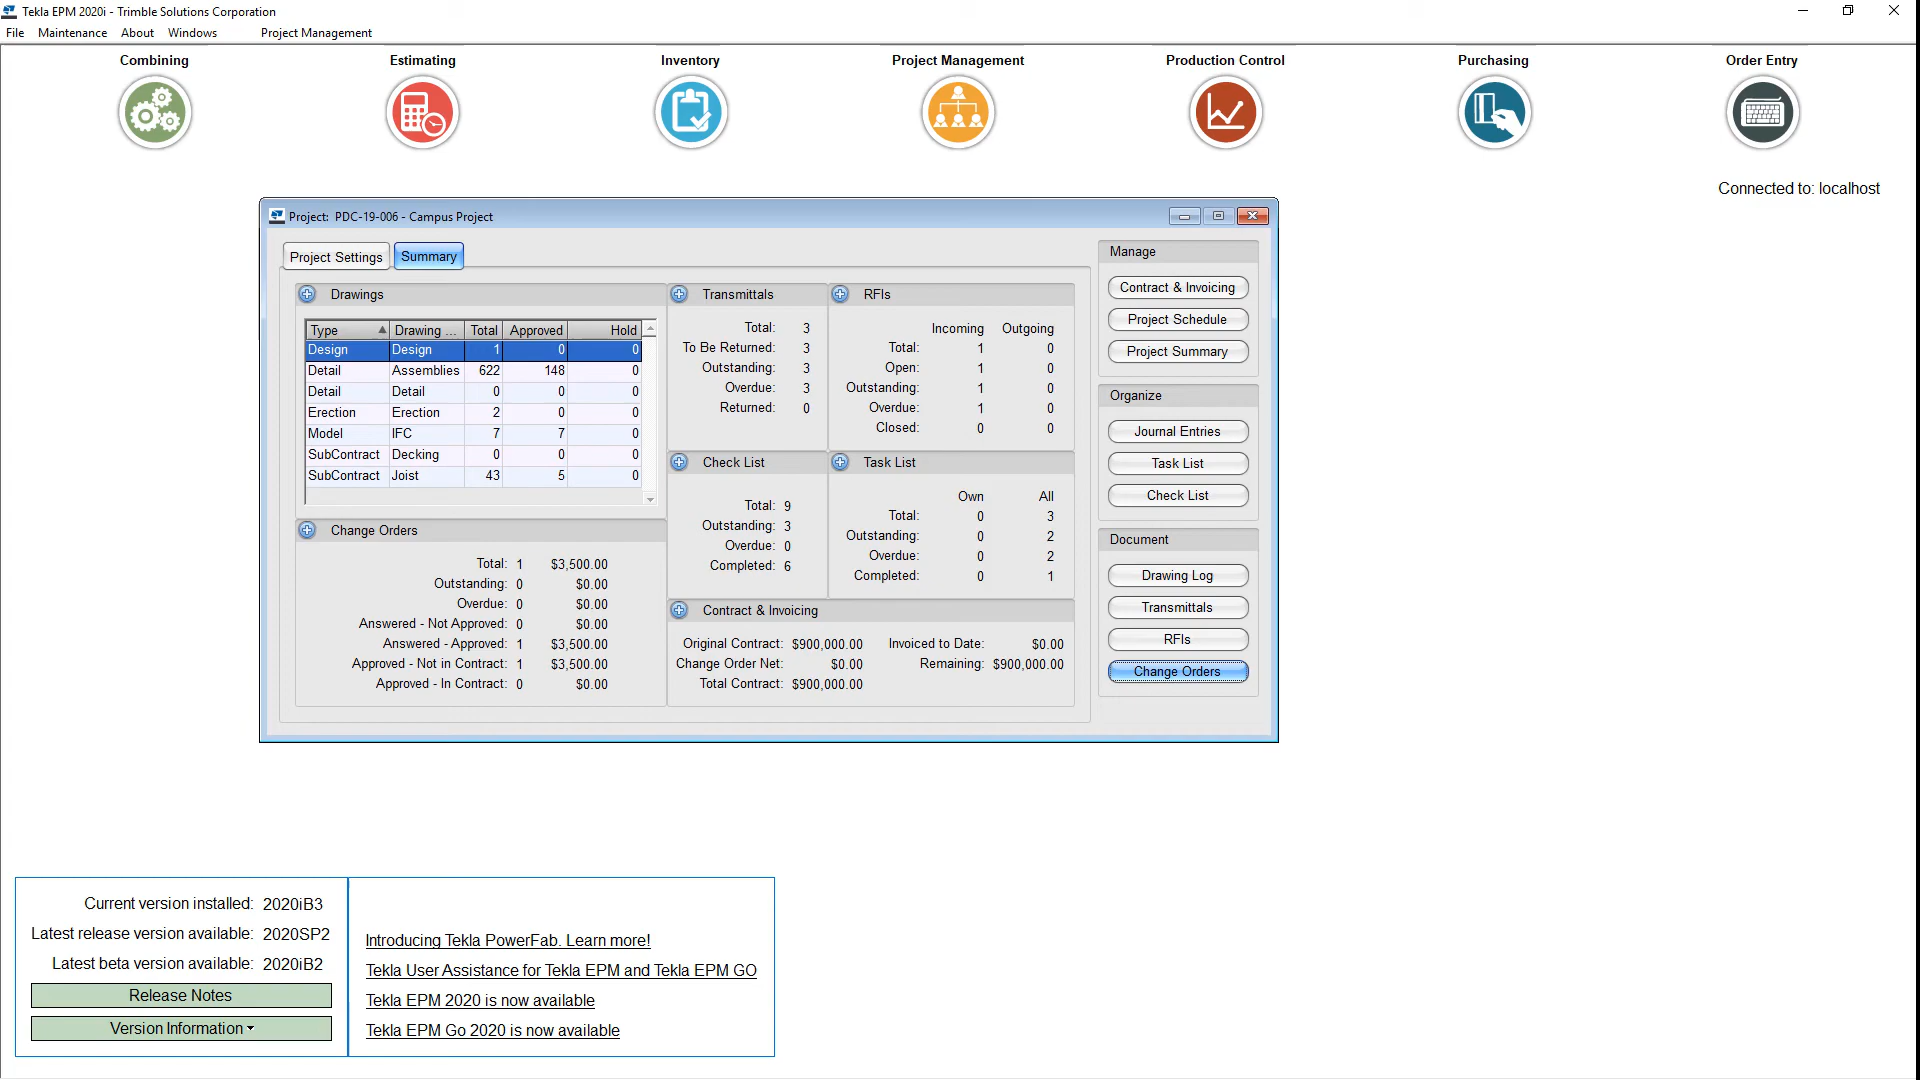 Tekla EPM 2020i - Trimble Solutions Corporation
File Maintenance About Windows Project Management
Combining Estimating Inventory Project Management Production Control Purchasing Order Entry
Connected to: localhost
Project: PDC-19-006 - Campus Project
Project Settings Summary
Drawings
Type Drawing ... Total Approved Hold
Design Design 1 0 0
Detail Assemblies 622 148 0
Detail Detail 0 0 0
Erection Erection 2 0 0
Model IFC 7 7 0
SubContract Decking 0 0 0
SubContract Joist 43 5 0
Change Orders
Total: 1 $3,500.00
Outstanding: 0 $0.00
Overdue: 0 $0.00
Answered - Not Approved: 0 $0.00
Answered - Approved: 1 $3,500.00
Approved - Not in Contract: 1 $3,500.00
Approved - In Contract: 0 $0.00
Transmittals
Total: 3
To Be Returned: 3
Outstanding: 3
Overdue: 3
Returned: 0
RFIs
Incoming Outgoing
Total: 1 0
Open: 1 0
Outstanding: 1 0
Overdue: 1 0
Closed: 0 0
Check List
Total: 9
Outstanding: 3
Overdue: 0
Completed: 6
Task List
Own All
Total: 0 3
Outstanding: 0 2
Overdue: 0 2
Completed: 0 1
Contract & Invoicing
Original Contract: $900,000.00 Invoiced to Date: $0.00
Change Order Net: $0.00 Remaining: $900,000.00
Total Contract: $900,000.00
Manage
Contract & Invoicing
Project Schedule
Project Summary
Organize
Journal Entries
Task List
Check List
Document
Drawing Log
Transmittals
RFIs
Change Orders
Current version installed: 2020iB3
Latest release version available: 2020SP2
Latest beta version available: 2020iB2
Release Notes
Version Information
Introducing Tekla PowerFab. Learn more!
Tekla User Assistance for Tekla EPM and Tekla EPM GO
Tekla EPM 2020 is now available
Tekla EPM Go 2020 is now available